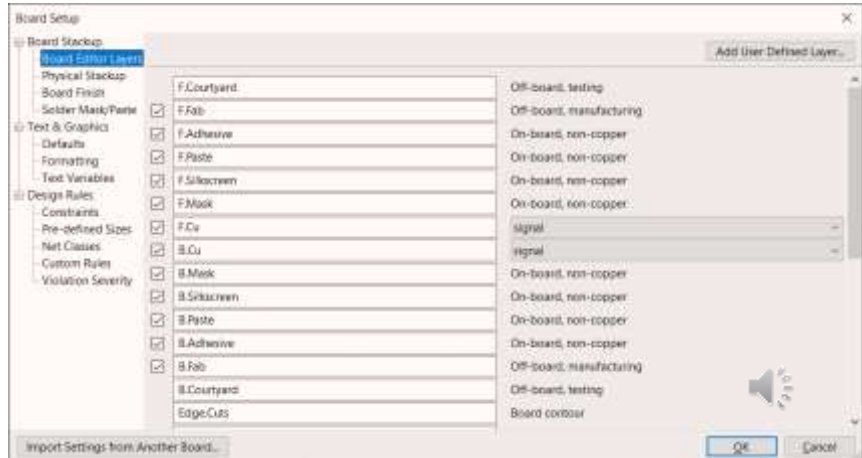 Board Setup
Board Stackup
Board Editor Layers
Physical Stackup
Board Finish
Solder Mask/Paste
Text & Graphics
Defaults
Formatting
Text Variables
Design Rules
Constraints
Pre-defined Sizes
Net Classes
Custom Rules
Violation Severity
Add User Defined Layer...
F.Courtyard Off-board, testing
F.Fab Off-board, manufacturing
F.Adhesive On-board, non-copper
F.Paste On-board, non-copper
F.Silkscreen On-board, non-copper
F.Mask On-board, non-copper
F.Cu signal
B.Cu signal
B.Mask On-board, non-copper
B.Silkscreen On-board, non-copper
B.Paste On-board, non-copper
B.Adhesive On-board, non-copper
B.Fab Off-board, manufacturing
B.Courtyard Off-board, testing
Edge.Cuts Board contour
Import Settings from Another Board...
OK Cancel